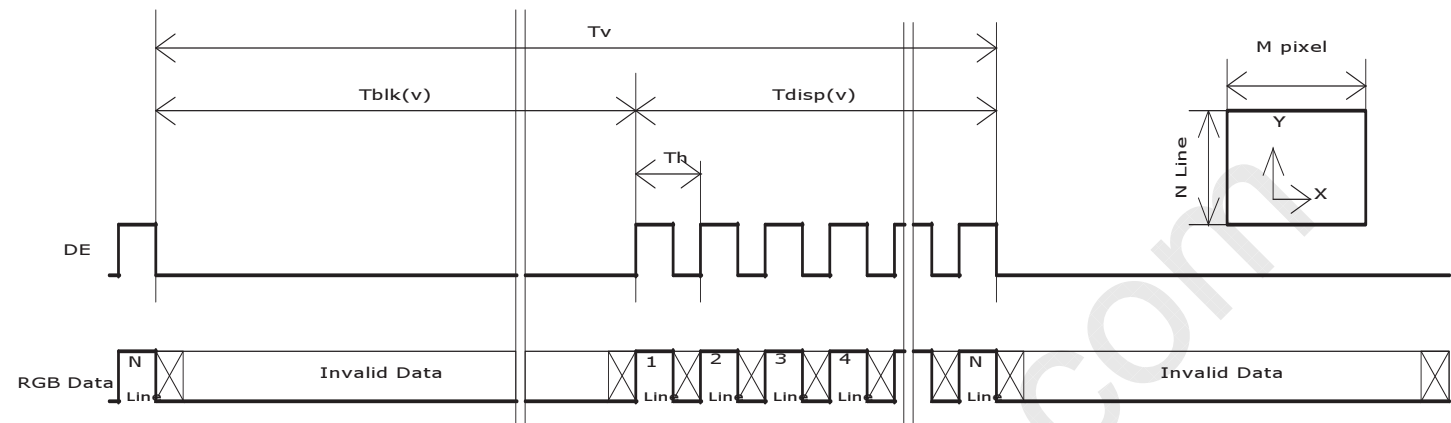 Tv
M pixel
Tblk(v)
Tdisp(v)
Y
Th
N Line
X
DE
N
1
2
3
4
N
RGB Data
Invalid Data
Invalid Data
Line
Line
Line
Line
Line
Line
com